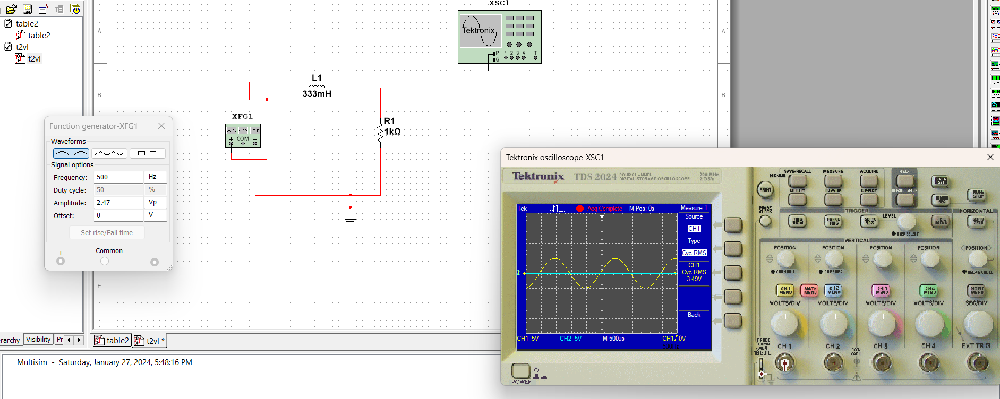 XSC1
table2
table2
t2vl
t2vl
A
A
Tektronix
P
G
1 2 3 4 T
L1
333mH
B
B
XFG1
+ COM −
R1
1kΩ
Function generator-XFG1
Waveforms
Signal options
Frequency: 500 Hz
Duty cycle: 50 %
Amplitude: 2.47 Vp
Offset: 0 V
Set rise/Fall time
+ Common −
E
erarchy Visibility Pr
table2 t2vl *
Multisim - Saturday, January 27, 2024, 5:48:16 PM
Tektronix oscilloscope-XSC1
Tektronix TDS 2024 FOUR CHANNEL
DIGITAL STORAGE OSCILLOSCOPE
200 MHz
2 GS/s
Tek Acq Complete M Pos: 0s Measure 1
Source
CH1
Type
Cyc RMS
CH1
Cyc RMS
3.49V
Back
1
CH1 5V CH2 5V M 500us CH1/ 0V
500Hz
POWER
MENUS
SAVE/RECALL MEASURE ACQUIRE HELP
AUTO SET
PRINT
UTILITY CURSOR DISPLAY DEFAULT SETUP
SINGLE SEQ
RUN/ STOP
PROBE CHECK
TRIGGER
LEVEL
HORIZONTAL
TRIG VIEW
FORCE TRIG
SET TO 50%
TRIG MENU
SET TO ZERO
USER SELECT
VERTICAL
POSITION POSITION POSITION POSITION POSITION
CURSOR 1 CURSOR 2 HELP SCROLL
CH 1 MENU
MATH MENU
CH 2 MENU
CH 3 MENU
CH 4 MENU
HORIZ MENU
VOLTS/DIV VOLTS/DIV VOLTS/DIV VOLTS/DIV SEC/DIV
PROBE COMP
~5V
1kHz
CH 1 CH 2 CH 3 CH 4 EXT TRIG
300V
CAT II